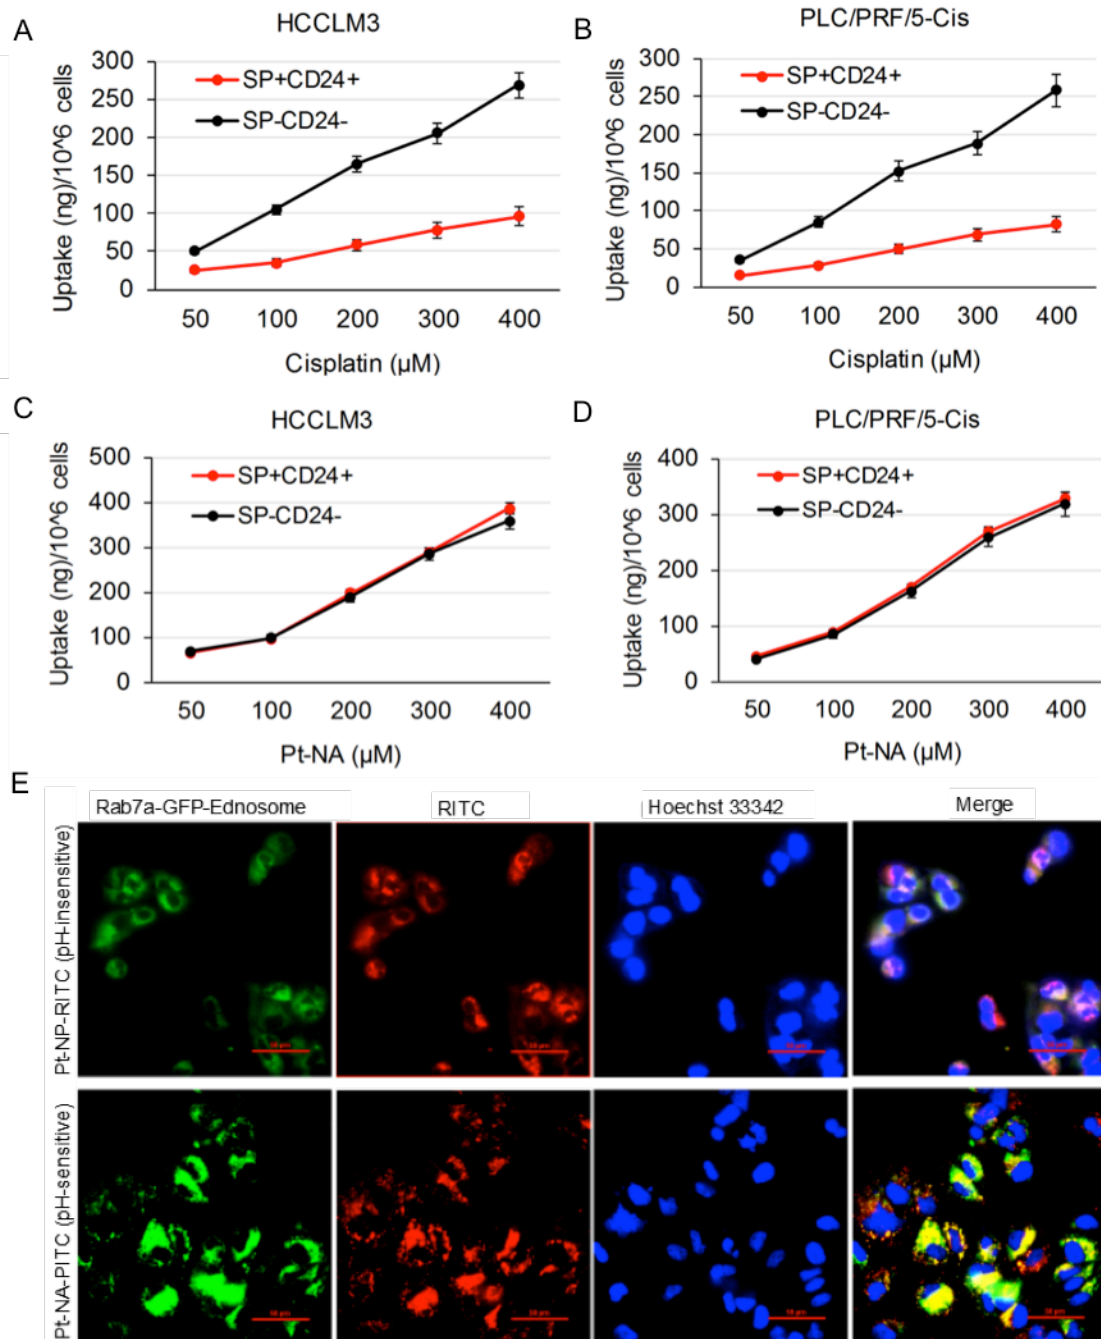 A
HCCLM3
Uptake (ng)/10^6 cells
300
250
200
150
100
50
0
SP+CD24+
SP-CD24-
50 100 200 300 400
Cisplatin (µM)
B
PLC/PRF/5-Cis
Uptake (ng)/10^6 cells
300
250
200
150
100
50
0
SP+CD24+
SP-CD24-
50 100 200 300 400
Cisplatin (µM)
C
HCCLM3
Uptake (ng)/10^6 cells
500
400
300
200
100
0
SP+CD24+
SP-CD24-
50 100 200 300 400
Pt-NA (µM)
D
PLC/PRF/5-Cis
Uptake (ng)/10^6 cells
400
300
200
100
0
SP+CD24+
SP-CD24-
50 100 200 300 400
Pt-NA (µM)
E
Rab7a-GFP-Ednosome RITC Hoechst 33342 Merge
Pt-NP-RITC (pH-insensitive)
Pt-NA-PITC (pH-sensitive)